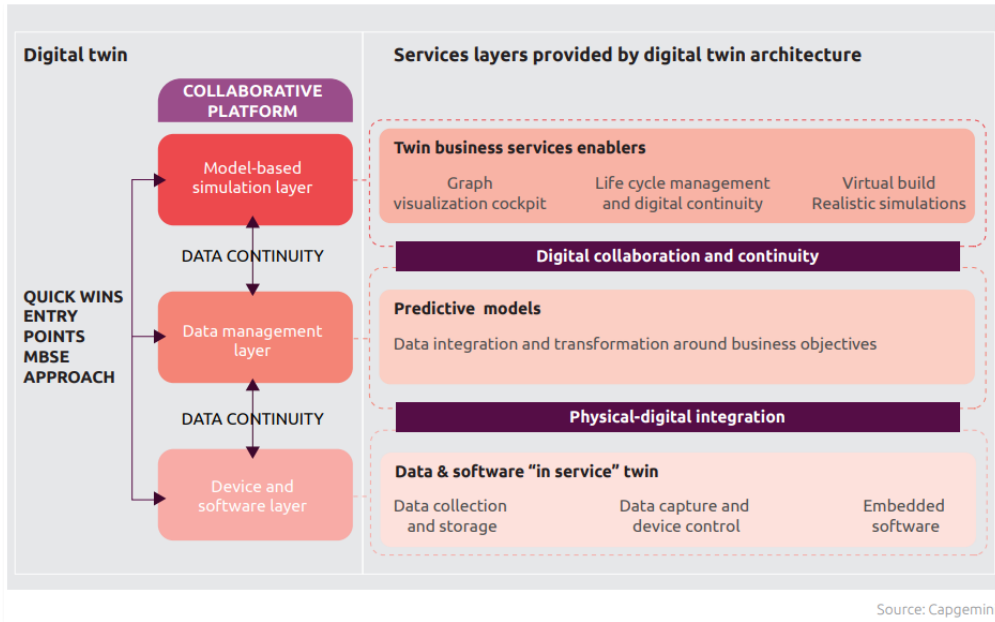 Digital twin
COLLABORATIVE
PLATFORM
Model-based
simulation layer
DATA CONTINUITY
QUICK WINS
ENTRY
POINTS
MBSE
APPROACH
Data management
layer
DATA CONTINUITY
Device and
software layer
Services layers provided by digital twin architecture
Twin business services enablers
Graph
visualization cockpit
Life cycle management
and digital continuity
Virtual build
Realistic simulations
Digital collaboration and continuity
Predictive models
Data integration and transformation around business objectives
Physical-digital integration
Data & software “in service” twin
Data collection
and storage
Data capture and
device control
Embedded
software
Source: Capgemin